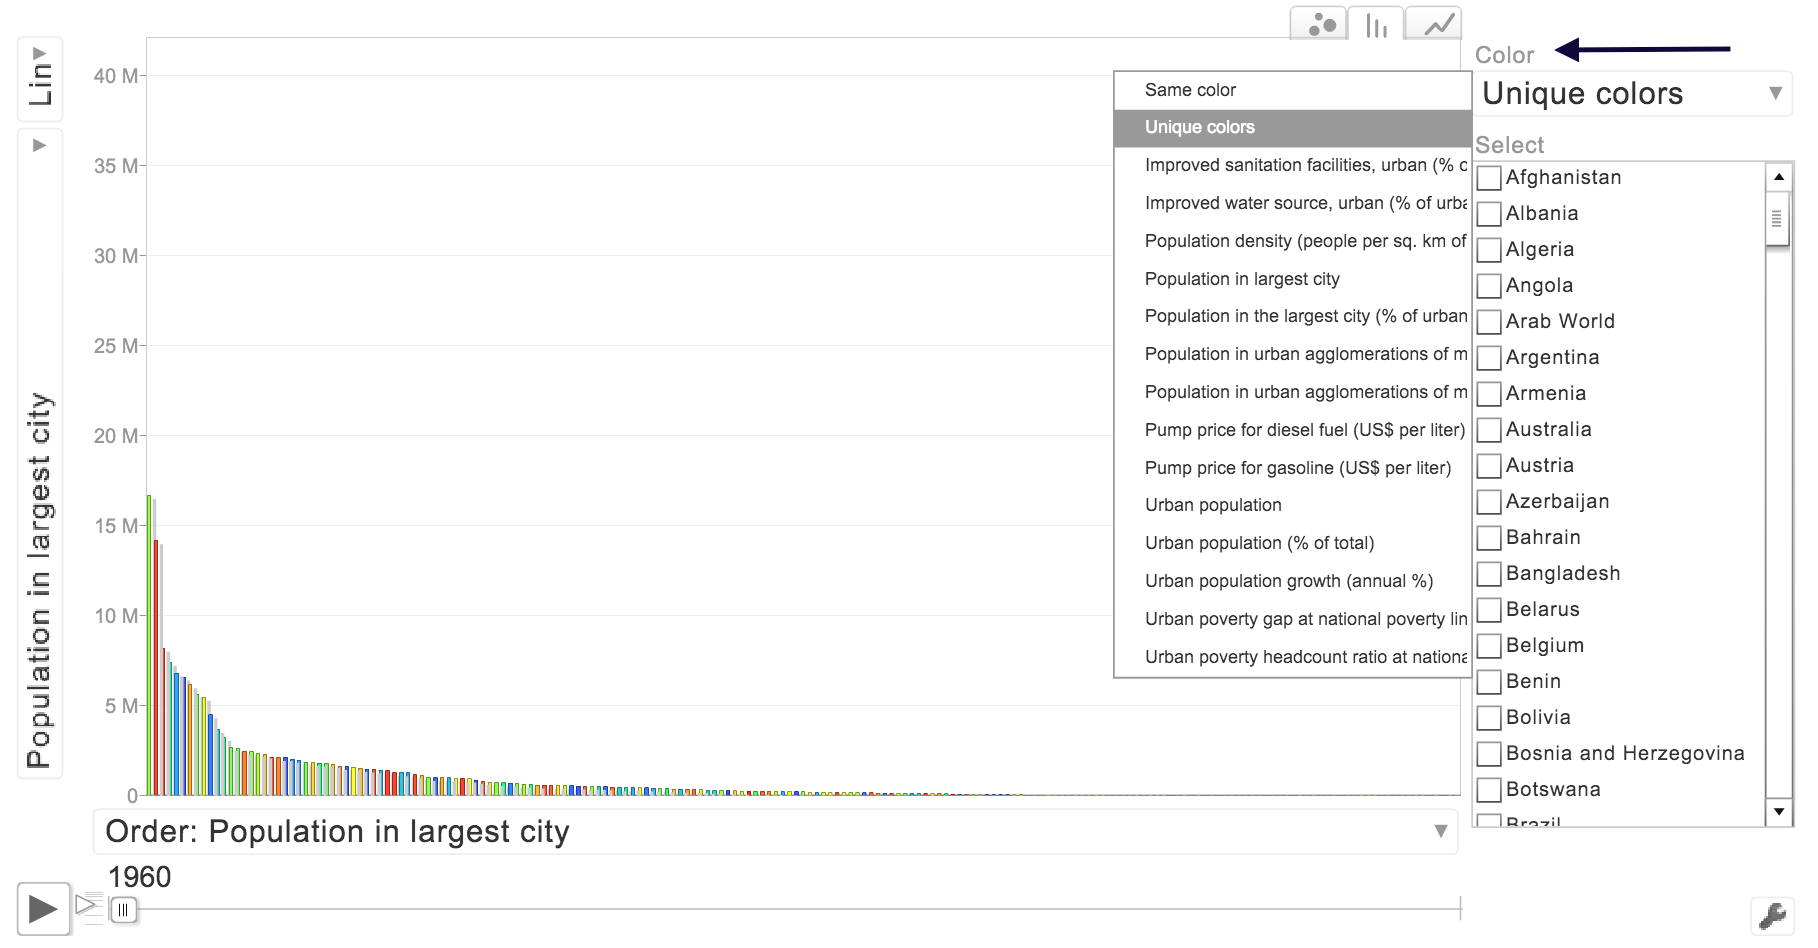 Lin
Population in largest city
40 M
35 M
30 M
25 M
20 M
15 M
10 M
5 M
0
Order: Population in largest city
1960
Same color
Unique colors
Improved sanitation facilities, urban (% o
Improved water source, urban (% of urba
Population density (people per sq. km of
Population in largest city
Population in the largest city (% of urban
Population in urban agglomerations of m
Population in urban agglomerations of m
Pump price for diesel fuel (US$ per liter)
Pump price for gasoline (US$ per liter)
Urban population
Urban population (% of total)
Urban population growth (annual %)
Urban poverty gap at national poverty lin
Urban poverty headcount ratio at nationa
Color
Unique colors
Select
Afghanistan
Albania
Algeria
Angola
Arab World
Argentina
Armenia
Australia
Austria
Azerbaijan
Bahrain
Bangladesh
Belarus
Belgium
Benin
Bolivia
Bosnia and Herzegovina
Botswana
Brazil